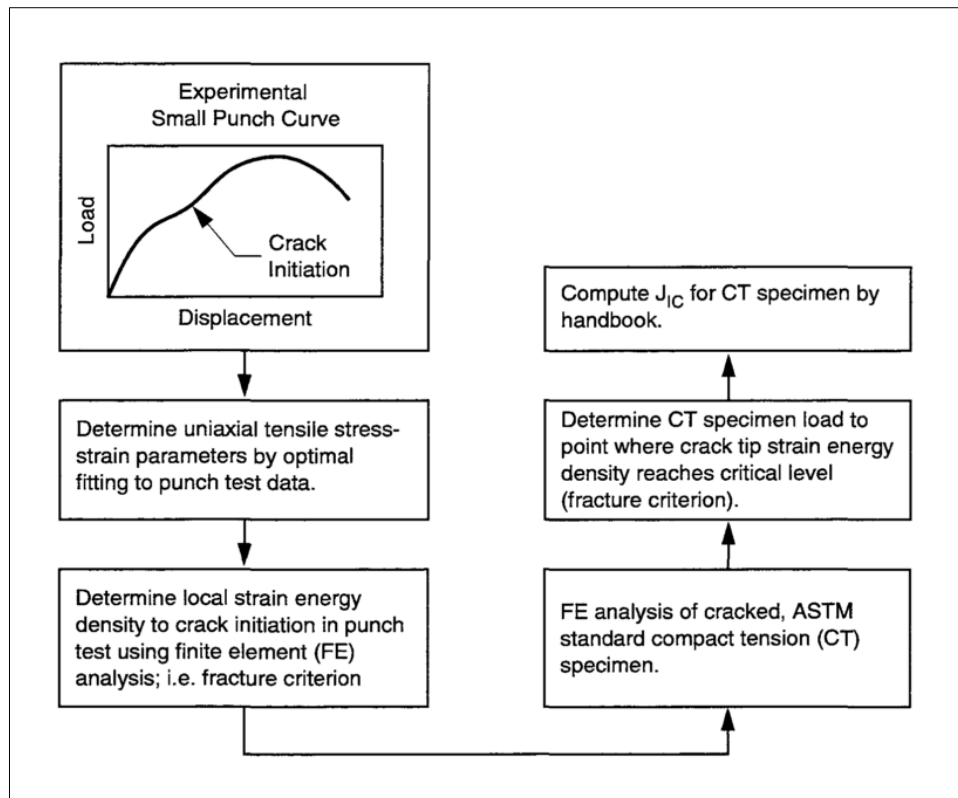 Experimental
Small Punch Curve
Load
Crack
Initiation
Displacement
Determine uniaxial tensile stress-
strain parameters by optimal
fitting to punch test data.
Determine local strain energy
density to crack initiation in punch
test using finite element (FE)
analysis; i.e. fracture criterion
FE analysis of cracked, ASTM
standard compact tension (CT)
specimen.
Determine CT specimen load to
point where crack tip strain energy
density reaches critical level
(fracture criterion).
Compute J_IC for CT specimen by
handbook.